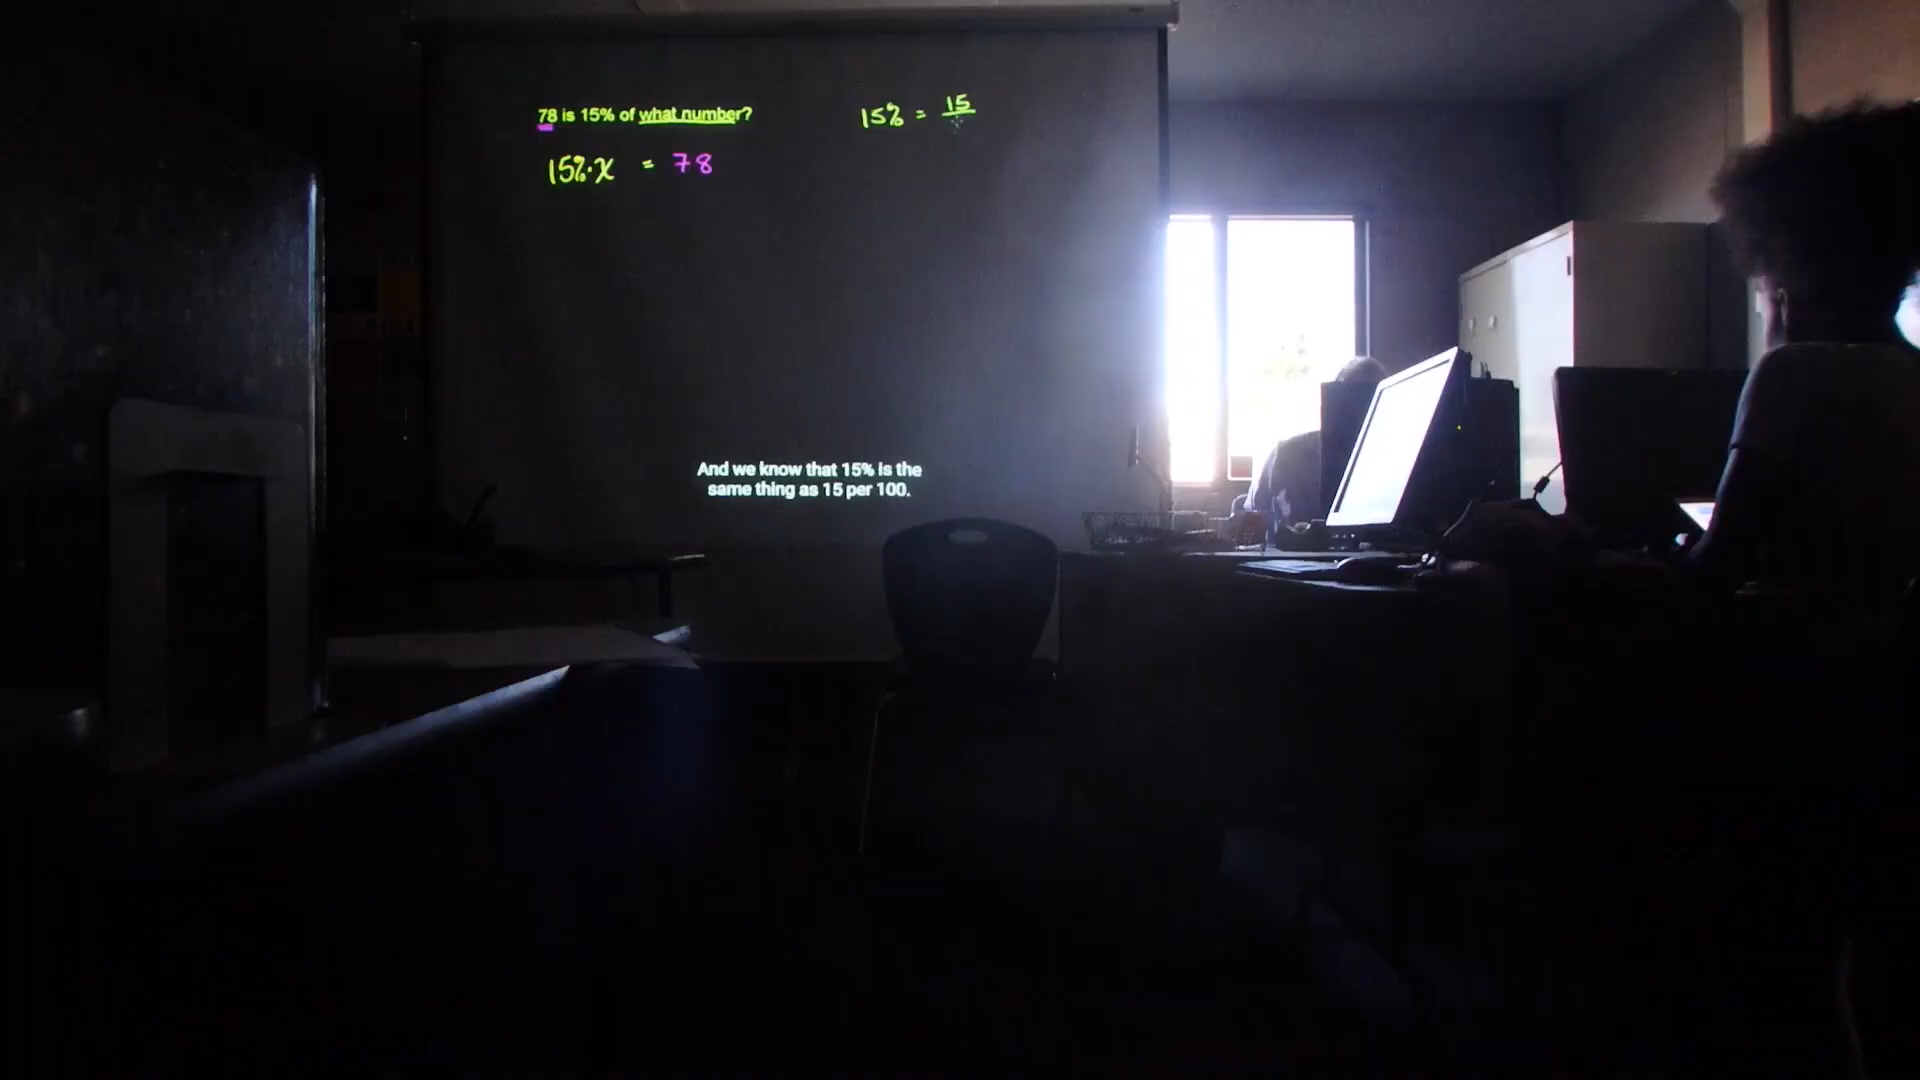 78 is 15% of what number?
15% = 15
15%·x = 78
And we know that 15% is the
same thing as 15 per 100.